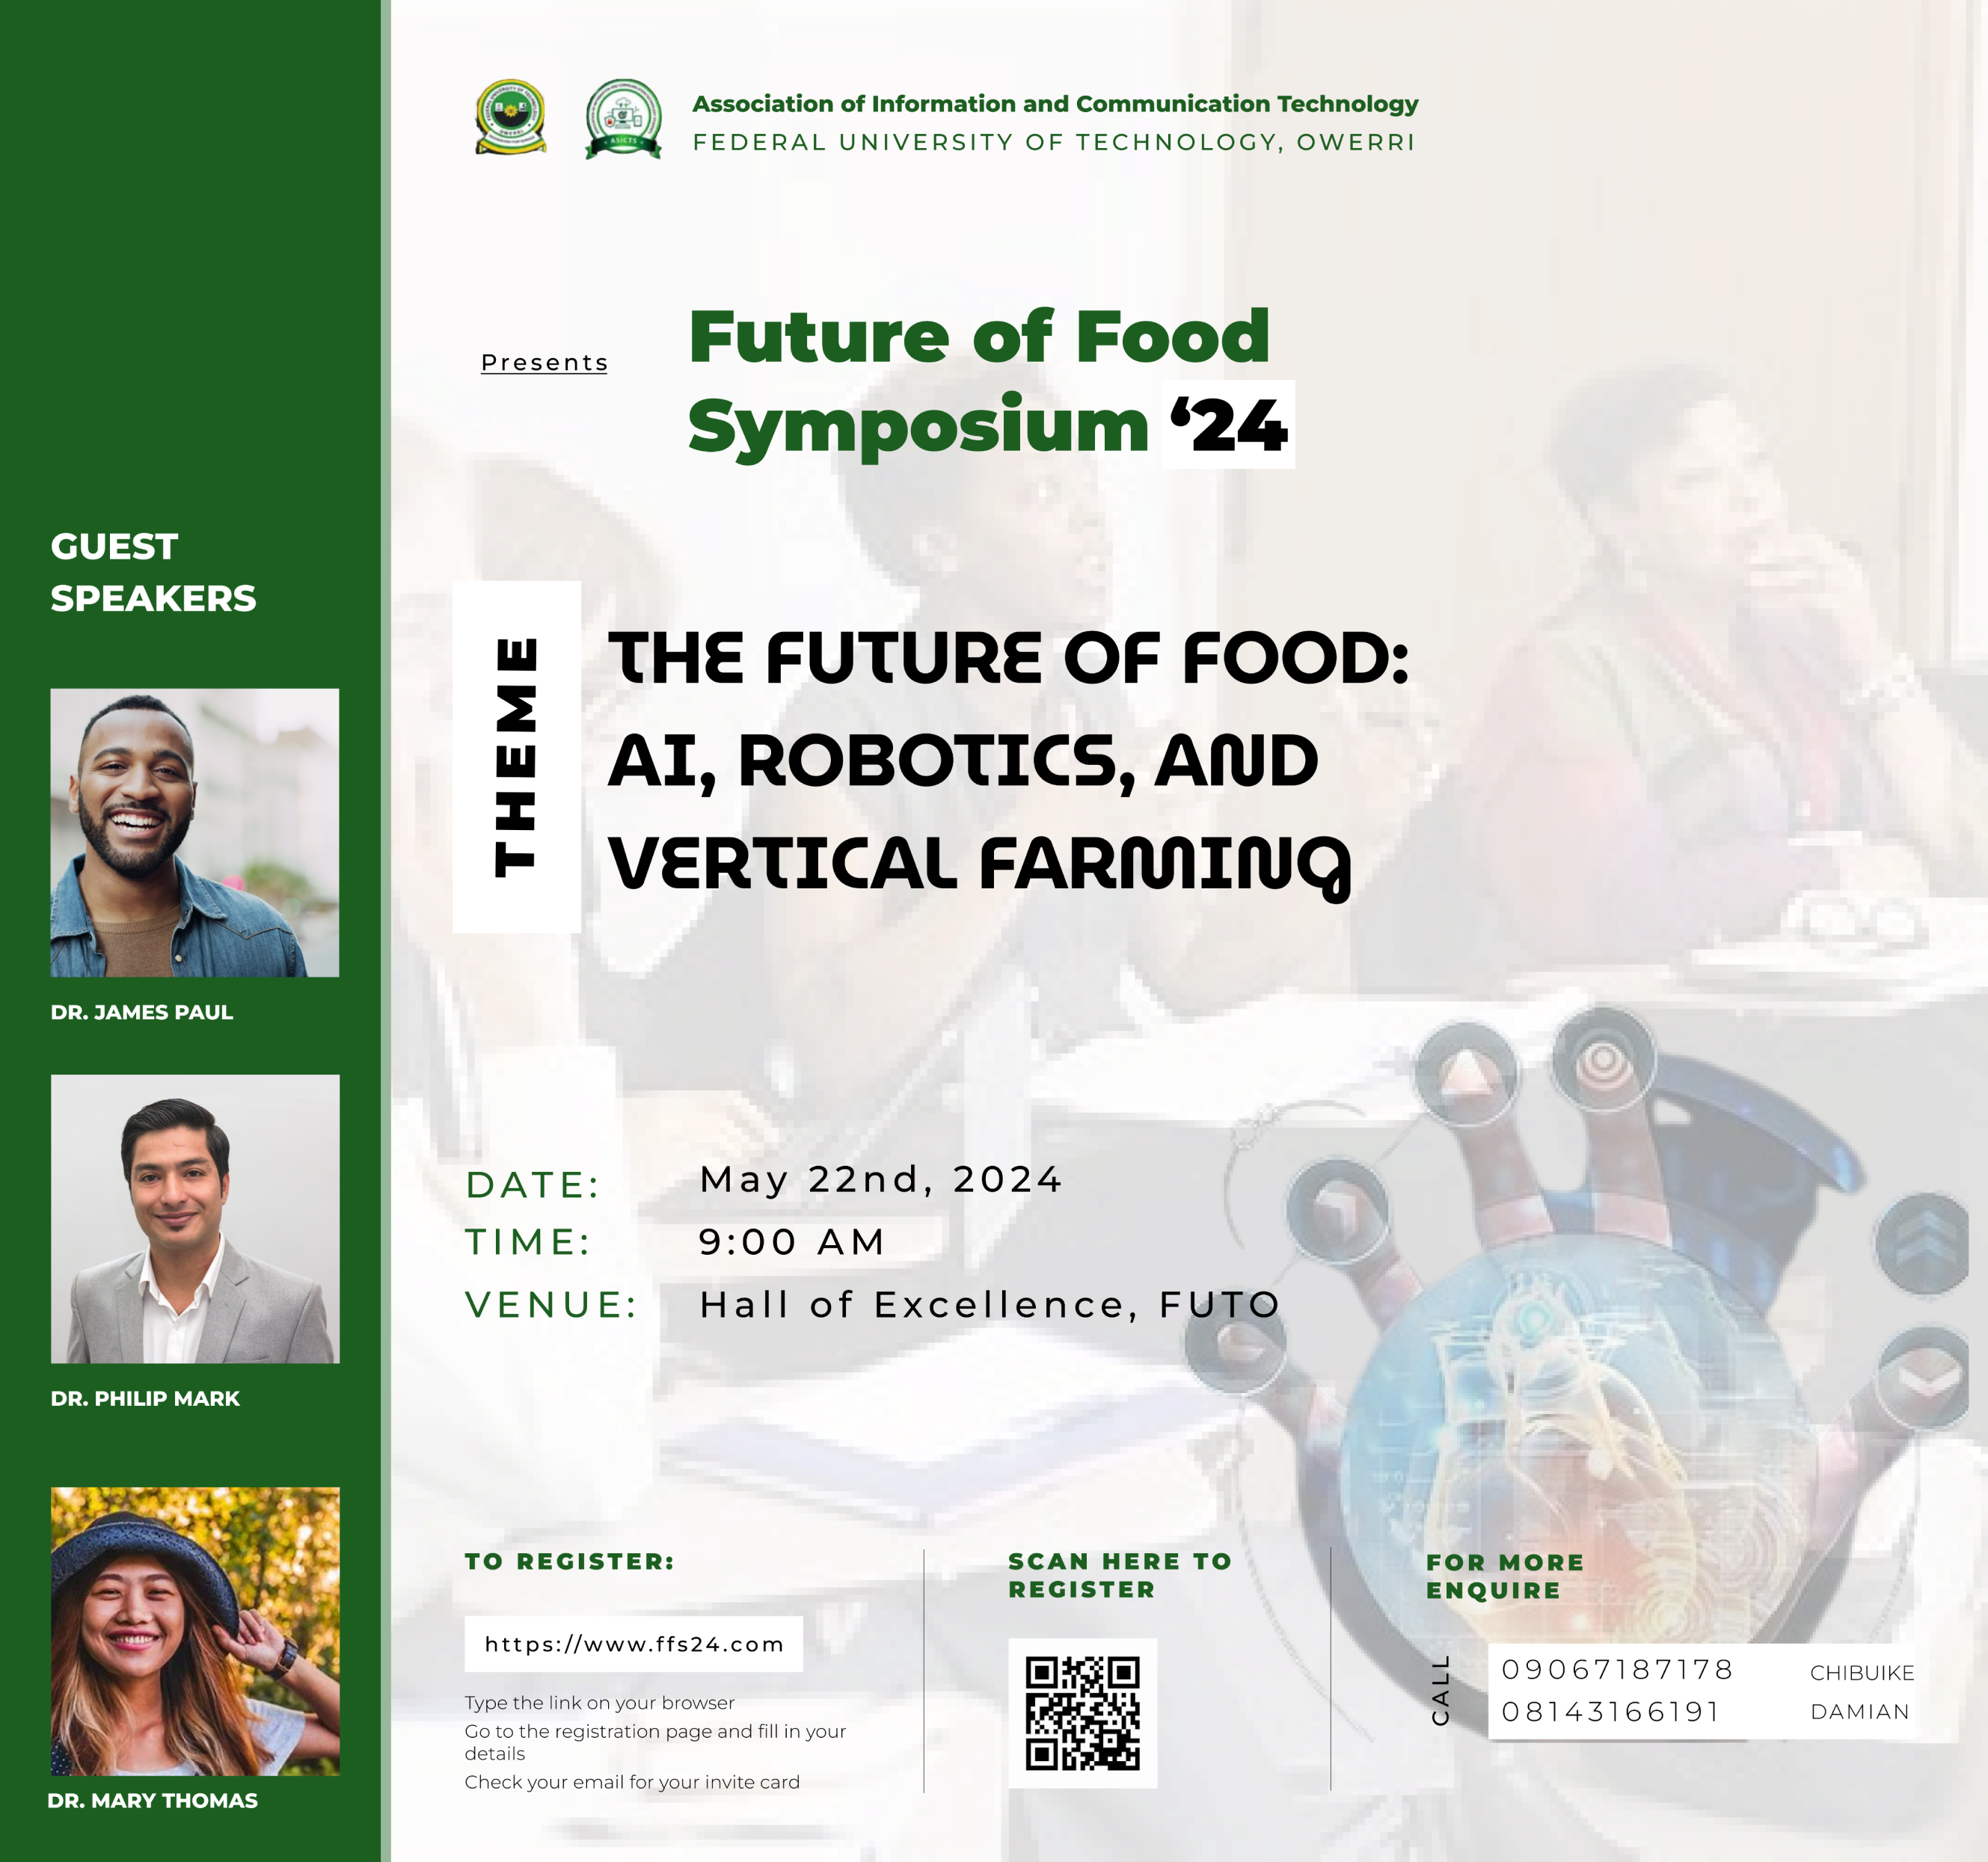 Association of Information and Communication Technology
FEDERAL UNIVERSITY OF TECHNOLOGY, OWERRI
ASICTS
OWERRI
Presents
Future of Food
Symposium ‘24
GUEST
SPEAKERS
DR. JAMES PAUL
DR. PHILIP MARK
DR. MARY THOMAS
THEME
THE FUTURE OF FOOD:
AI, ROBOTICS, AND
VERTICAL FARMING
DATE: May 22nd, 2024
TIME: 9:00 AM
VENUE: Hall of Excellence, FUTO
TO REGISTER:
https://www.ffs24.com
Type the link on your browser
Go to the registration page and fill in your
details
Check your email for your invite card
SCAN HERE TO
REGISTER
FOR MORE
ENQUIRE
CALL
09067187178 CHIBUIKE
08143166191 DAMIAN